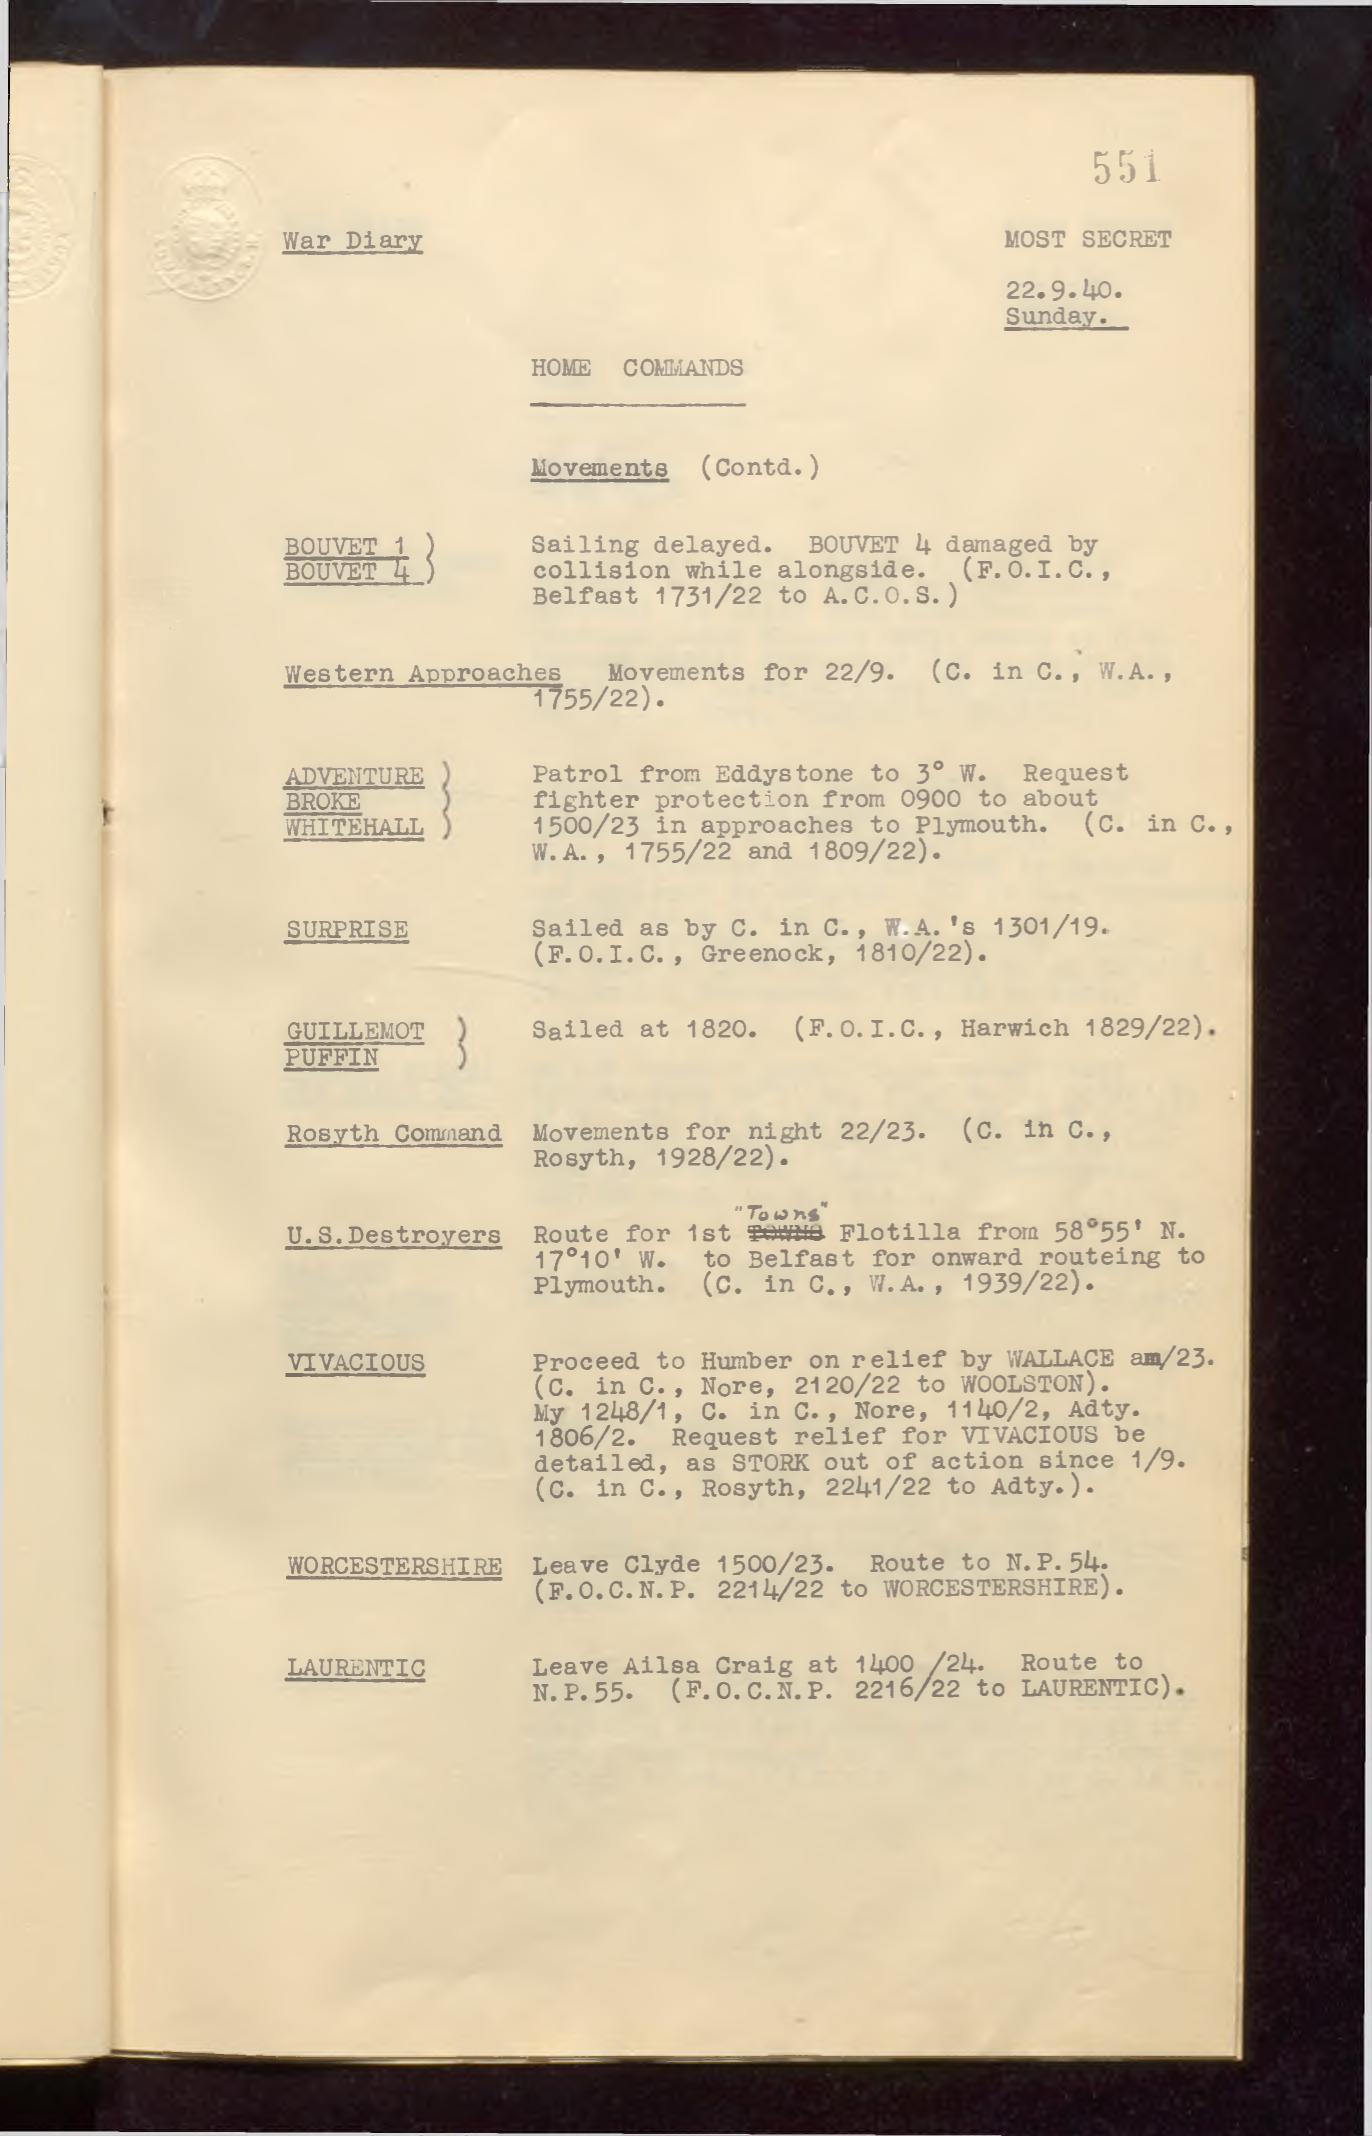 551
War Diary MOST SECRET
22.9.40.
Sunday.
HOME COMMANDS
Movements (Contd.)
BOUVET 1 ) Sailing delayed. BOUVET 4 damaged by
BOUVET 4 ) collision while alongside. (F.O.I.C.,
Belfast 1731/22 to A.C.O.S.)
Western Approaches Movements for 22/9. (C. in C., W.A.,
1755/22).
ADVENTURE ) Patrol from Eddystone to 3° W. Request
BROKE ) fighter protection from 0900 to about
WHITEHALL ) 1500/23 in approaches to Plymouth. (C. in C.,
W.A., 1755/22 and 1809/22).
SURPRISE Sailed as by C. in C., W.A.'s 1301/19.
(F.O.I.C., Greenock, 1810/22).
GUILLEMOT ) Sailed at 1820. (F.O.I.C., Harwich 1829/22).
PUFFIN )
Rosyth Command Movements for night 22/23. (C. in C.,
Rosyth, 1928/22).
"Towns"
U.S.Destroyers Route for 1st TOWNS Flotilla from 58°55' N.
17°10' W. to Belfast for onward routeing to
Plymouth. (C. in C., W.A., 1939/22).
VIVACIOUS Proceed to Humber on relief by WALLACE am/23.
(C. in C., Nore, 2120/22 to WOOLSTON).
My 1248/1, C. in C., Nore, 1140/2, Adty.
1806/2. Request relief for VIVACIOUS be
detailed, as STORK out of action since 1/9.
(C. in C., Rosyth, 2241/22 to Adty.).
WORCESTERSHIRE Leave Clyde 1500/23. Route to N.P.54.
(F.O.C.N.P. 2214/22 to WORCESTERSHIRE).
LAURENTIC Leave Ailsa Craig at 1400 /24. Route to
N.P.55. (F.O.C.N.P. 2216/22 to LAURENTIC).